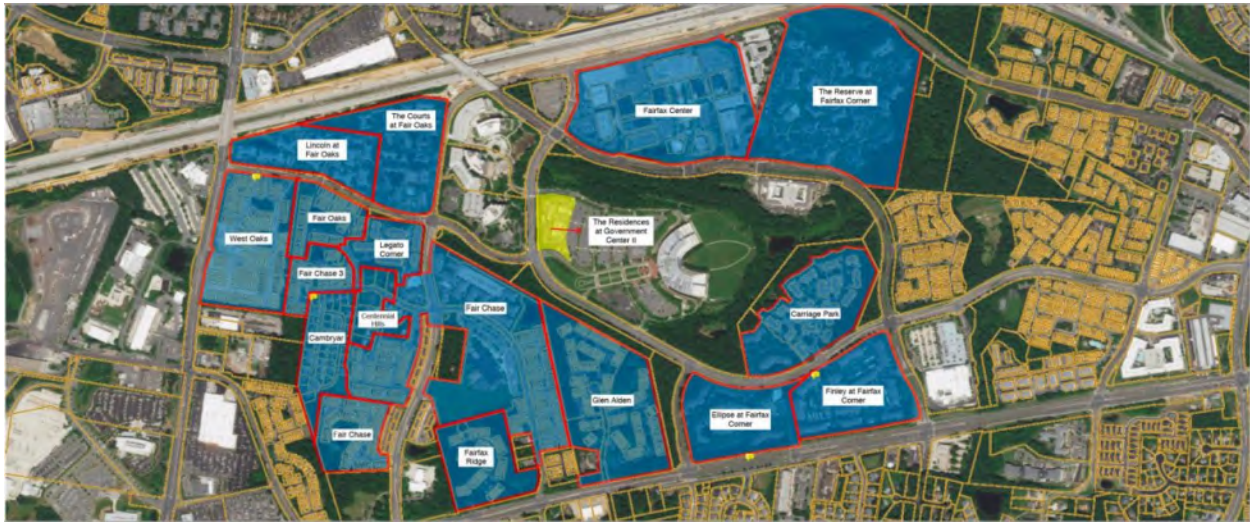 Fairfax Center
The Reserve at
Fairfax Corner
The Courts
at Fair Oaks
Lincoln at
Fair Oaks
Fair Oaks
West Oaks
Legato
Corner
The Residences
at Government
Center II
Fair Chase 3
Fair Chase
Centennial
Hills
Carriage Park
Cambryar
Finley at Fairfax
Corner
Glen Alden
Ellipse at Fairfax
Corner
Fair Chase
Fairfax
Ridge